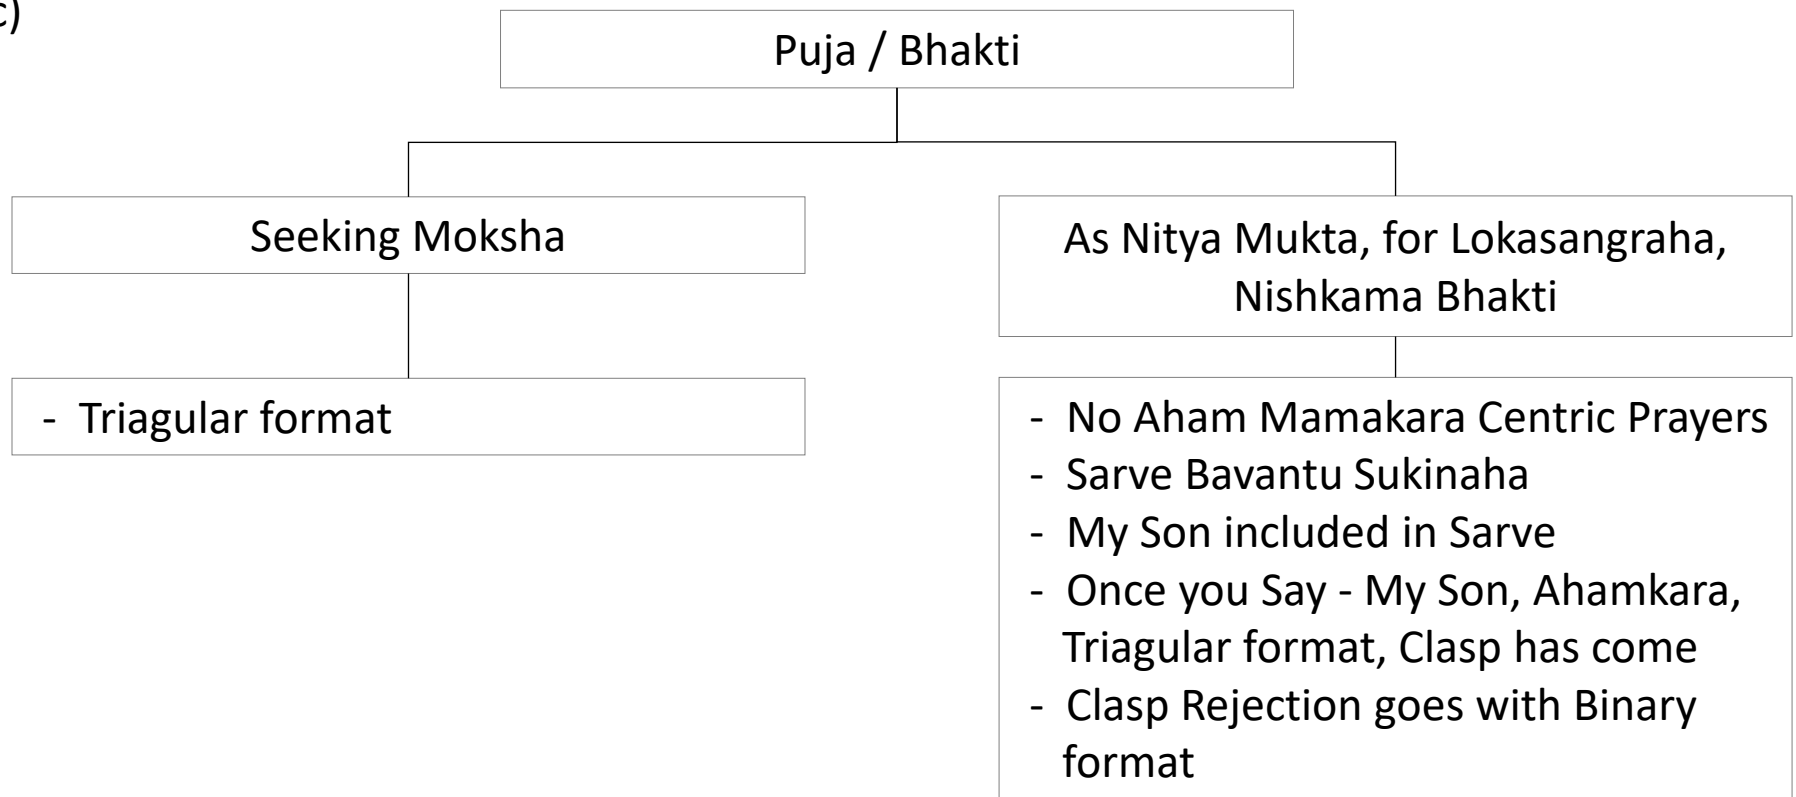 c)
Puja / Bhakti
Seeking Moksha
As Nitya Mukta, for Lokasangraha,
Nishkama Bhakti
- Triagular format
- No Aham Mamakara Centric Prayers
- Sarve Bavantu Sukinaha
- My Son included in Sarve
- Once you Say - My Son, Ahamkara,
Triagular format, Clasp has come
- Clasp Rejection goes with Binary
format